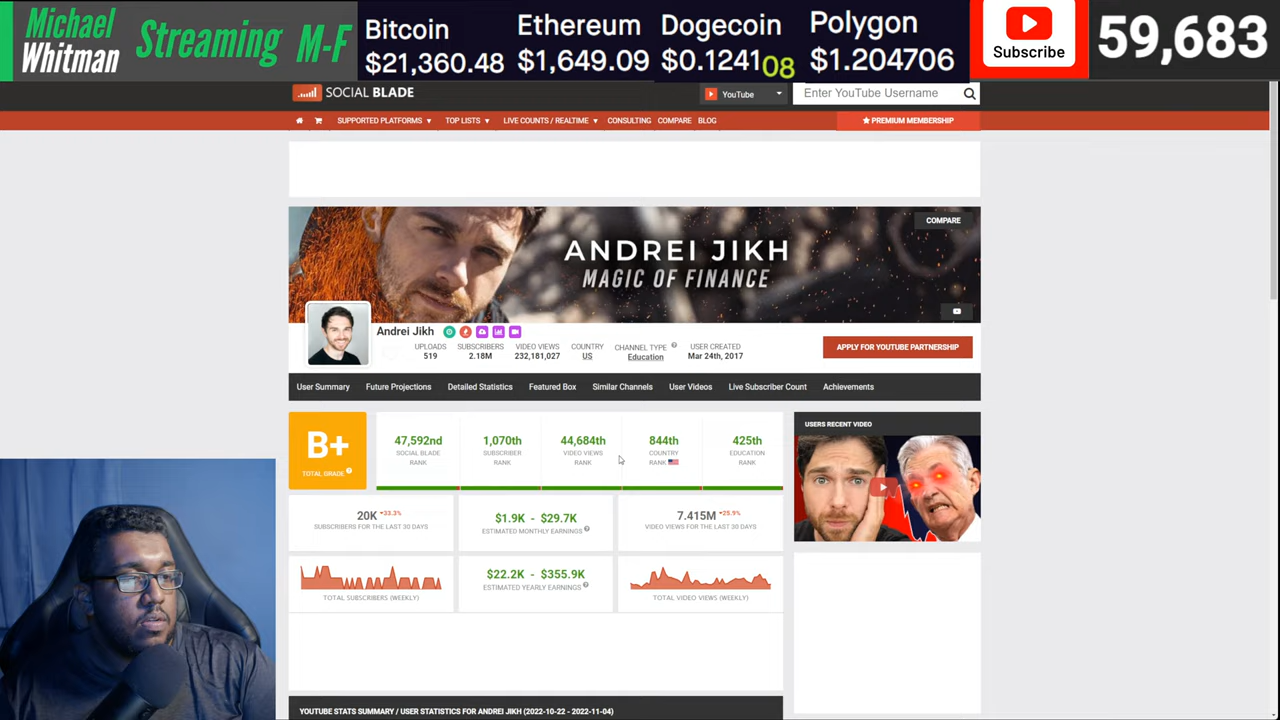 Michael
Whitman
Streaming M-F
Bitcoin
$21,360.48
Ethereum
$1,649.09
Dogecoin
$0.124108
Polygon
$1.204706
Subscribe
59,683
SOCIAL BLADE
YouTube
Enter YouTube Username
SUPPORTED PLATFORMS
TOP LISTS
LIVE COUNTS / REALTIME
CONSULTING
COMPARE
BLOG
PREMIUM MEMBERSHIP
COMPARE
ANDREI JIKH
MAGIC OF FINANCE
Andrei Jikh
UPLOADS
519
SUBSCRIBERS
2.18M
VIDEO VIEWS
232,181,027
COUNTRY
US
CHANNEL TYPE
Education
USER CREATED
Mar 24th, 2017
APPLY FOR YOUTUBE PARTNERSHIP
User Summary
Future Projections
Detailed Statistics
Featured Box
Similar Channels
User Videos
Live Subscriber Count
Achievements
B+
TOTAL GRADE
47,592nd
SOCIAL BLADE
RANK
1,070th
SUBSCRIBER
RANK
44,684th
VIDEO VIEWS
RANK
844th
COUNTRY
RANK
425th
EDUCATION
RANK
USERS RECENT VIDEO
20K -33.3%
SUBSCRIBERS FOR THE LAST 30 DAYS
$1.9K - $29.7K
ESTIMATED MONTHLY EARNINGS
7.415M -25.9%
VIDEO VIEWS FOR THE LAST 30 DAYS
TOTAL SUBSCRIBERS (WEEKLY)
$22.2K - $355.9K
ESTIMATED YEARLY EARNINGS
TOTAL VIDEO VIEWS (WEEKLY)
YOUTUBE STATS SUMMARY / USER STATISTICS FOR ANDREI JIKH (2022-10-22 - 2022-11-04)